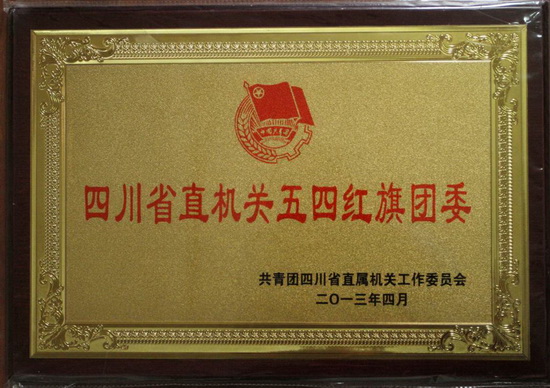 四川省直机关五四红旗团委
共青团四川省直属机关工作委员会
二〇一三年四月